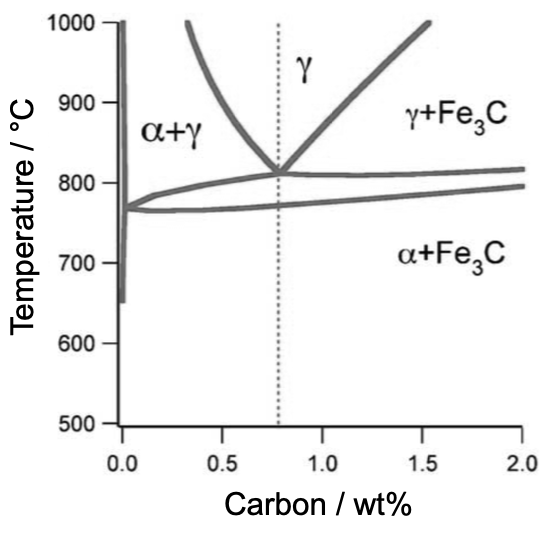 1000
900
800
700
600
500
Temperature / °C
γ
α+γ
γ+Fe₃C
α+Fe₃C
0.0 0.5 1.0 1.5 2.0
Carbon / wt%